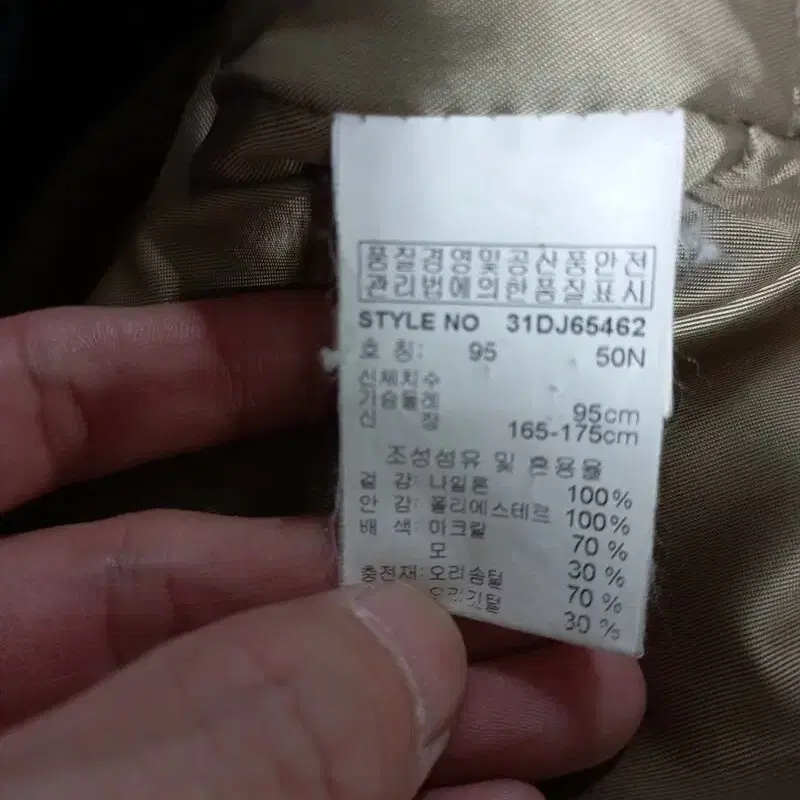 품질경영및공산품안전
관리법에의한품질표시
STYLE NO 31DJ65462
호 칭: 95 50N
신체치수
가슴둘레 95cm
신 장 165-175cm
조성섬유 및 혼용율
겉 감: 나일론 100%
안 감: 폴리에스테르 100%
배 색: 아크릴 70 %
모 30 %
충전재: 오리솜털 70 %
오리깃털 30 %